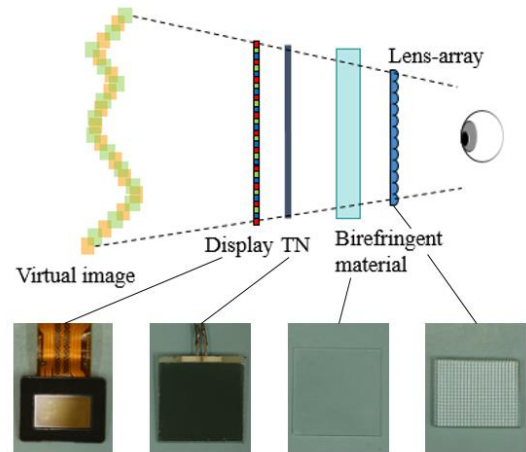 Lens-array
Display TN
Birefringent
material
Virtual image